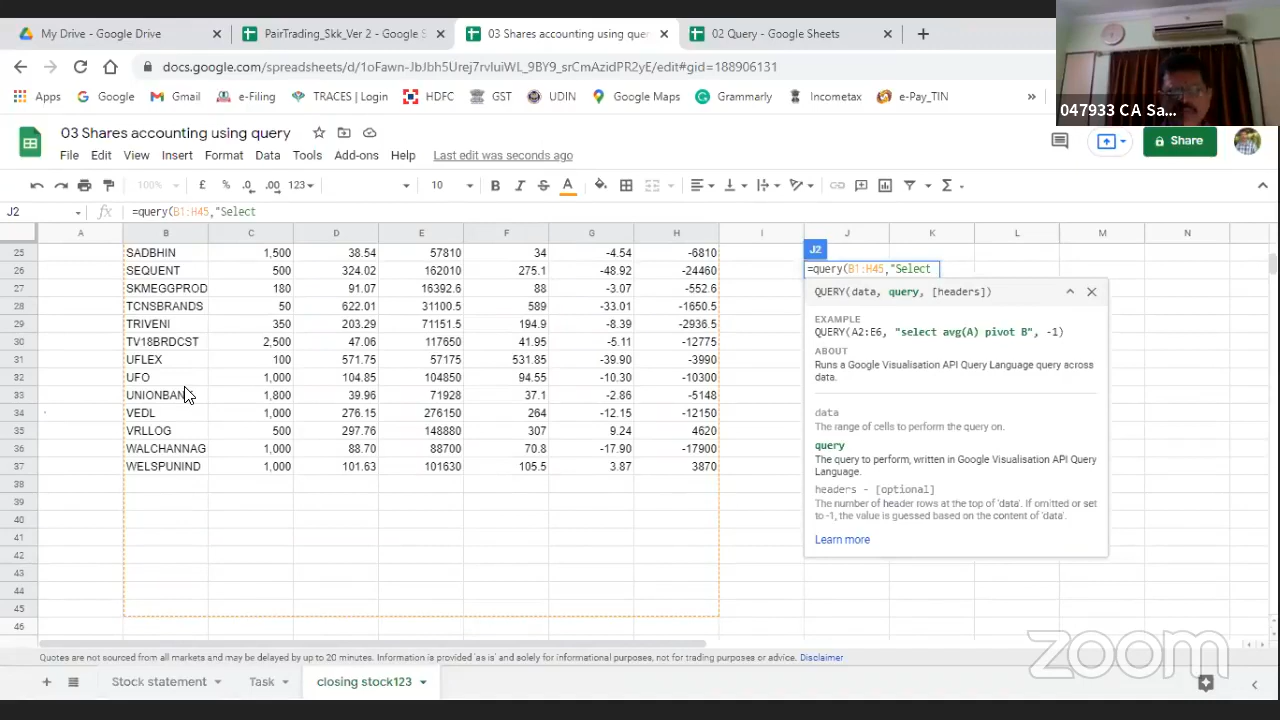 My Drive - Google Drive
PairTrading_Skk_Ver 2 - Google S
03 Shares accounting using query
02 Query - Google Sheets
docs.google.com/spreadsheets/d/1oFawn-JbJbh5Urej7rvluiWL_9BY9_srCmAzidPR2yE/edit#gid=188906131
Apps
Google
Gmail
e-Filing
TRACES | Login
HDFC
GST
UDIN
Google Maps
Grammarly
Incometax
e-Pay_TIN
»
047933 CA Sa...
03 Shares accounting using query
File Edit View Insert Format Data Tools Add-ons Help Last edit was seconds ago
Share
100% £ % .0 .00 123 10 B I S A
J2 fx =query(B1:H45,"Select
A B C D E F G H I J K L M N
25 SADBHIN 1,500 38.54 57810 34 -4.54 -6810
26 SEQUENT 500 324.02 162010 275.1 -48.92 -24460
27 SKMEGGPROD 180 91.07 16392.6 88 -3.07 -552.6
28 TCNSBRANDS 50 622.01 31100.5 589 -33.01 -1650.5
29 TRIVENI 350 203.29 71151.5 194.9 -8.39 -2936.5
30 TV18BRDCST 2,500 47.06 117650 41.95 -5.11 -12775
31 UFLEX 100 571.75 57175 531.85 -39.90 -3990
32 UFO 1,000 104.85 104850 94.55 -10.30 -10300
33 UNIONBAN 1,800 39.96 71928 37.1 -2.86 -5148
34 VEDL 1,000 276.15 276150 264 -12.15 -12150
35 VRLLOG 500 297.76 148880 307 9.24 4620
36 WALCHANNAG 1,000 88.70 88700 70.8 -17.90 -17900
37 WELSPUNIND 1,000 101.63 101630 105.5 3.87 3870
38
39
40
41
42
43
44
45
46
J2
=query(B1:H45,"Select
QUERY(data, query, [headers])
EXAMPLE
QUERY(A2:E6, "select avg(A) pivot B", -1)
ABOUT
Runs a Google Visualisation API Query Language query across
data.
data
The range of cells to perform the query on.
query
The query to perform, written in Google Visualisation API Query
Language.
headers - [optional]
The number of header rows at the top of 'data'. If omitted or set
to -1, the value is guessed based on the content of 'data'.
Learn more
Quotes are not sourced from all markets and may be delayed by up to 20 minutes. Information is provided 'as is' and solely for informational purposes, not for trading purposes or advice. Disclaimer
zoom
Stock statement
Task
closing stock123